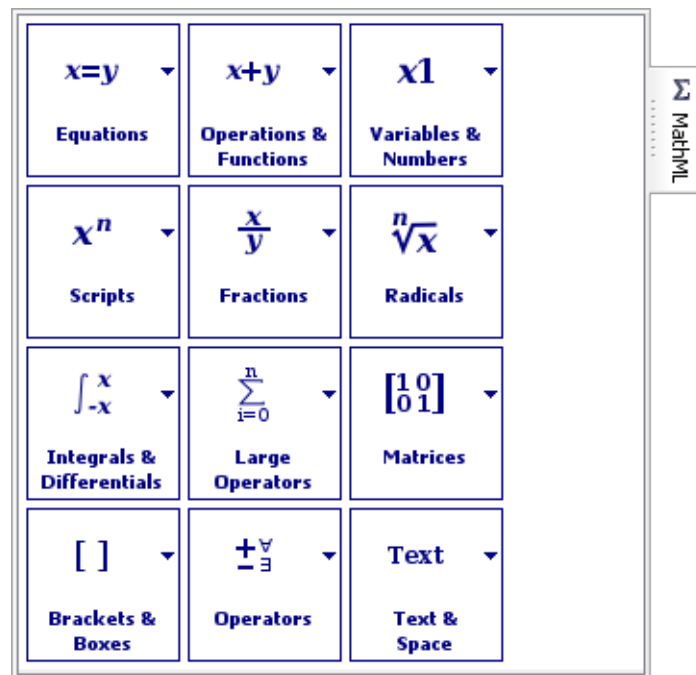 x=y
Equations
x+y
Operations &
Functions
x1
Variables &
Numbers
xⁿ
Scripts
x
y
Fractions
n
√x
Radicals
∫ x
-x
Integrals &
Differentials
n
∑
i=0
Large
Operators
[1 0
0 1]
Matrices
[ ]
Brackets &
Boxes
± ∀
∃
Operators
Text
Text &
Space
Σ MathML